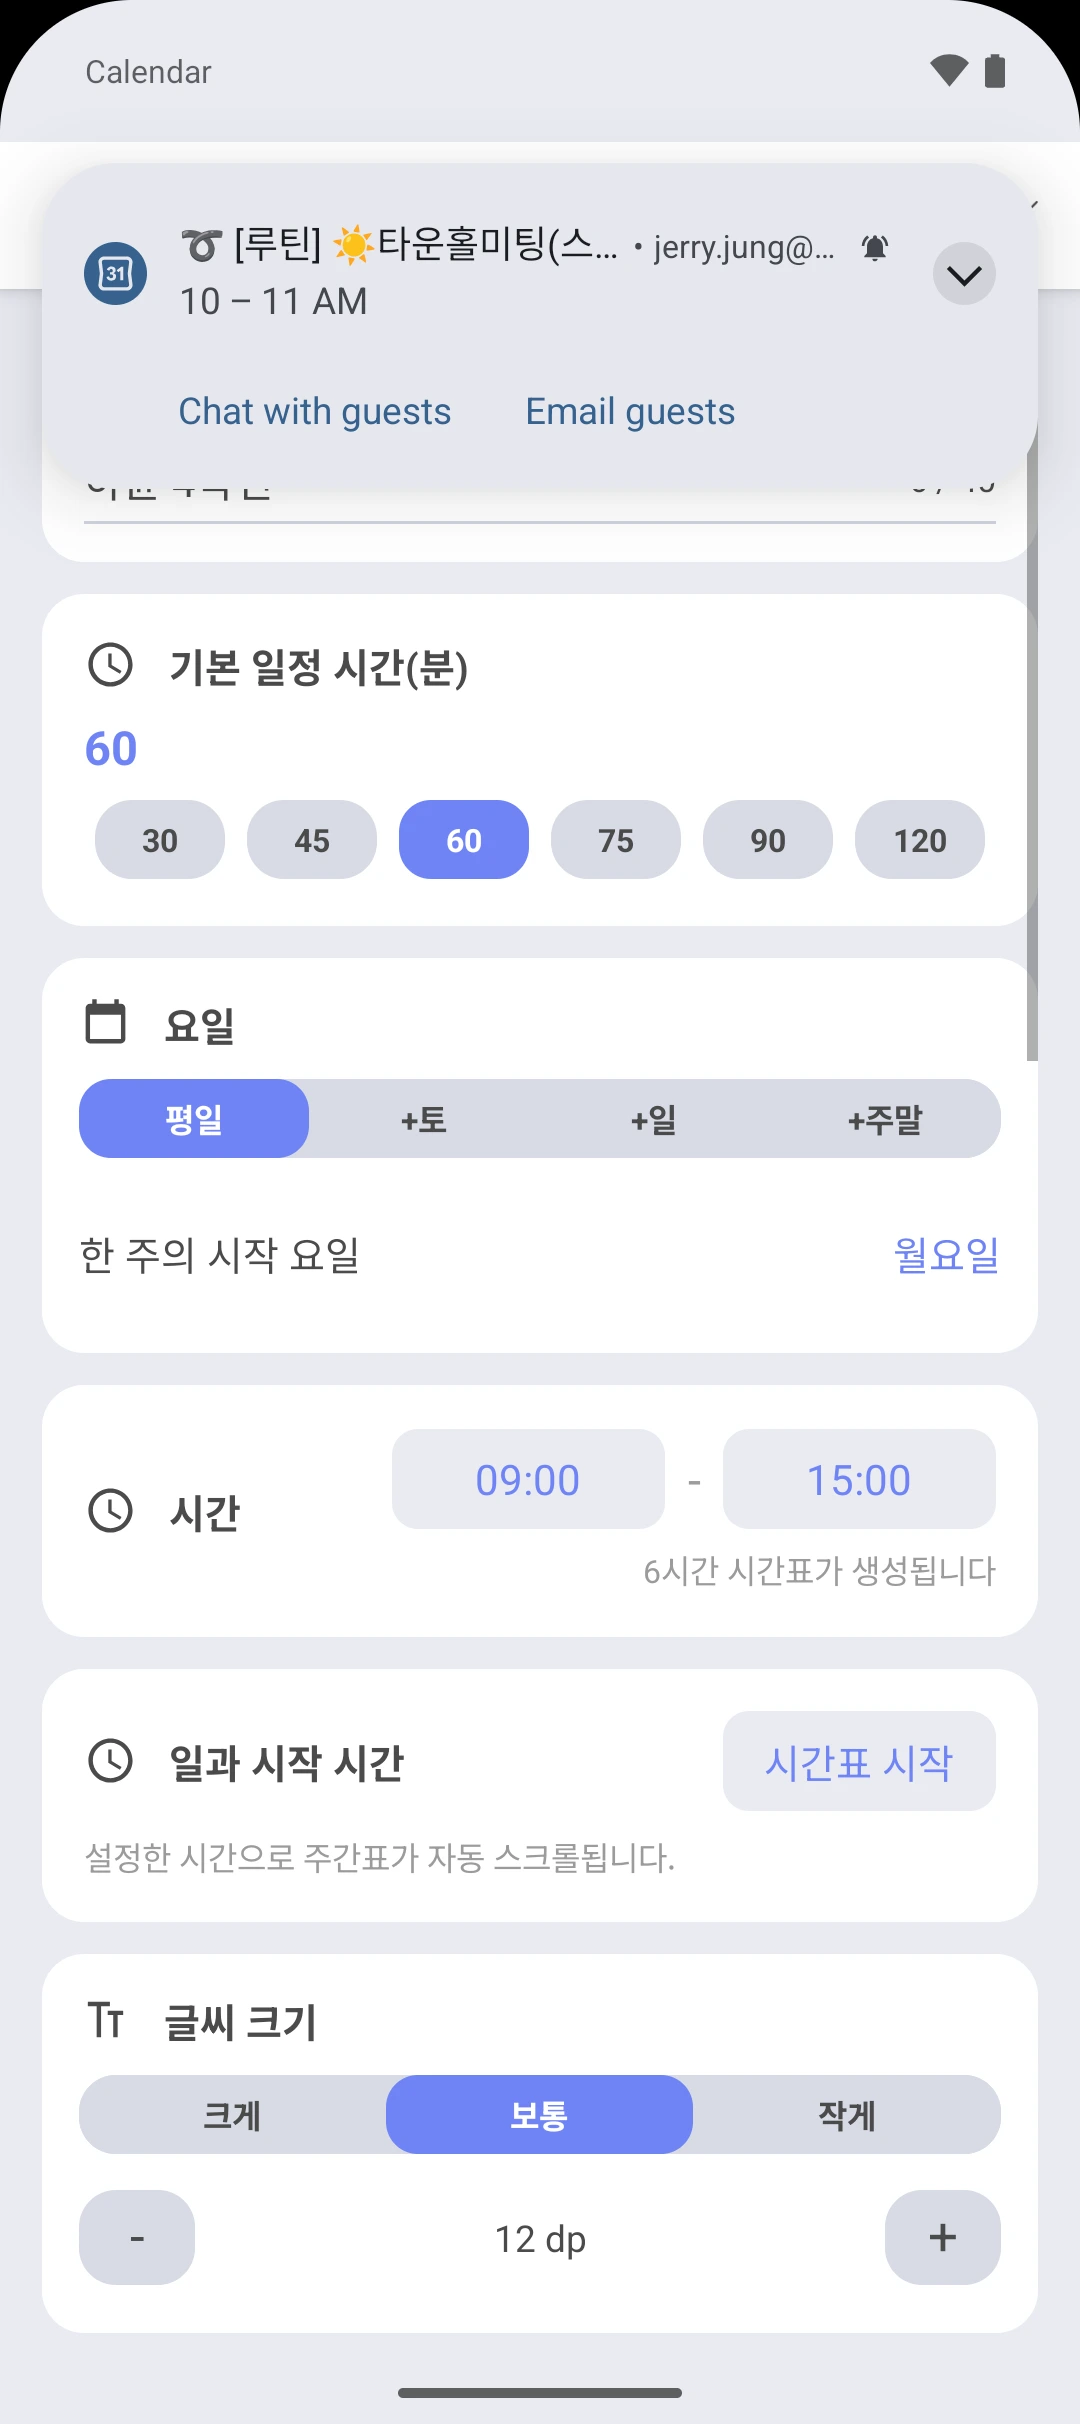 Calendar
➰ [루틴] ☀️타운홀미팅(스... • jerry.jung@...
10 – 11 AM
Chat with guests Email guests
기본 일정 시간(분)
60
30 45 60 75 90 120
요일
평일 +토 +일 +주말
한 주의 시작 요일 월요일
09:00 - 15:00
시간
6시간 시간표가 생성됩니다
일과 시작 시간 시간표 시작
설정한 시간으로 주간표가 자동 스크롤됩니다.
글씨 크기
크게 보통 작게
- 12 dp +